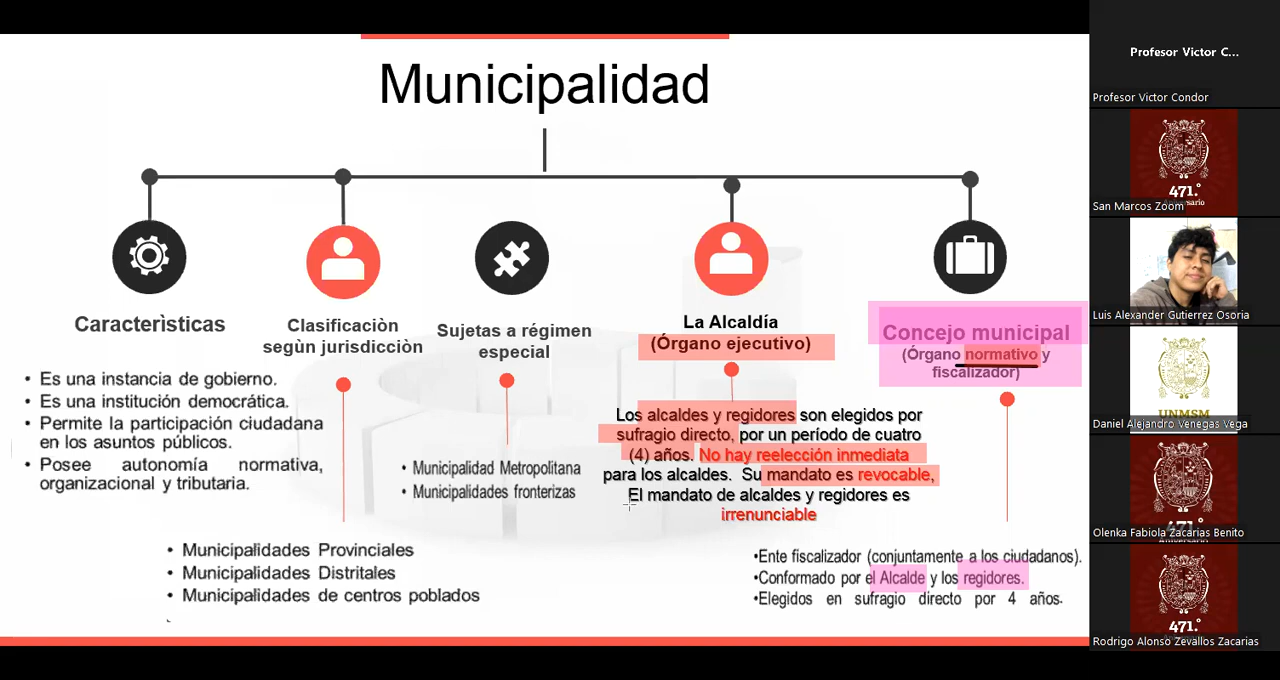 Municipalidad
Caracterìsticas
• Es una instancia de gobierno.
• Es una institución democrática.
• Permite la participación ciudadana
en los asuntos públicos.
• Posee autonomía normativa,
organizacional y tributaria.
Clasificaciòn
segùn jurisdicciòn
• Municipalidades Provinciales
• Municipalidades Distritales
• Municipalidades de centros poblados
Sujetas a régimen
especial
• Municipalidad Metropolitana
• Municipalidades fronterizas
La Alcaldía
(Órgano ejecutivo)
Los alcaldes y regidores son elegidos por
sufragio directo, por un período de cuatro
(4) años. No hay reelección inmediata
para los alcaldes. Su mandato es revocable,
El mandato de alcaldes y regidores es
irrenunciable
Concejo municipal
(Órgano normativo y
fiscalizador)
•Ente fiscalizador (conjuntamente a los ciudadanos).
•Conformado por el Alcalde y los regidores.
•Elegidos en sufragio directo por 4 años.
Profesor Victor C...
Profesor Victor Condor
471.°
San Marcos Zoom
Luis Alexander Gutierrez Osoria
UNMSM
Daniel Alejandro Venegas Vega
471.°
Olenka Fabiola Zacarias Benito
471.°
Rodrigo Alonso Zevallos Zacarias